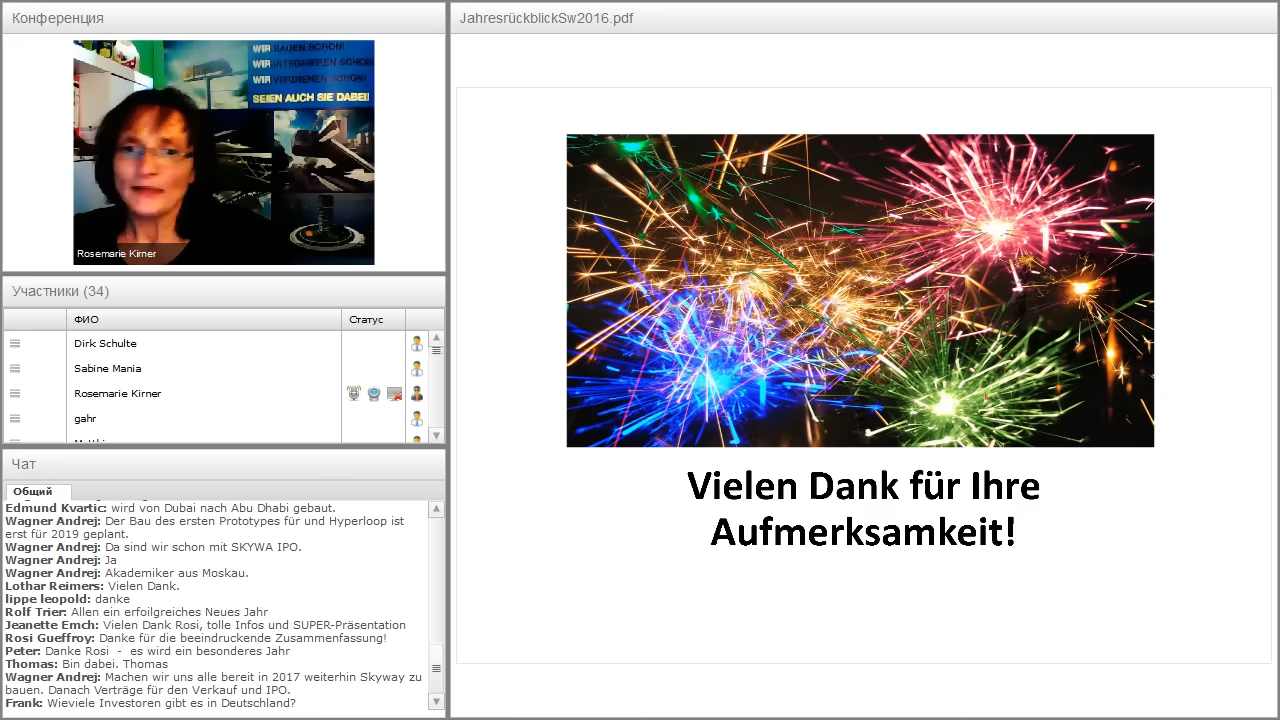 Конференция
WIR BAUEN SCHON!
WIR INTEGRIEREN SCHON!
WIR VERDIENEN SCHON!
SEIEN AUCH SIE DABEI!
Rosemarie Kirner
Участники (34)
ФИО Статус
Dirk Schulte
Sabine Mania
Rosemarie Kirner
gahr
Чат
Общий
Edmund Kvartic: wird von Dubai nach Abu Dhabi gebaut.
Wagner Andrej: Der Bau des ersten Prototypes für und Hyperloop ist
erst für 2019 geplant.
Wagner Andrej: Da sind wir schon mit SKYWA IPO.
Wagner Andrej: Ja
Wagner Andrej: Akademiker aus Moskau.
Lothar Reimers: Vielen Dank.
lippe leopold: danke
Rolf Trier: Allen ein erfoilgreiches Neues Jahr
Jeanette Emch: Vielen Dank Rosi, tolle Infos und SUPER-Präsentation
Rosi Gueffroy: Danke für die beeindruckende Zusammenfassung!
Peter: Danke Rosi - es wird ein besonderes Jahr
Thomas: Bin dabei. Thomas
Wagner Andrej: Machen wir uns alle bereit in 2017 weiterhin Skyway zu
bauen. Danach Verträge für den Verkauf und IPO.
Frank: Wieviele Investoren gibt es in Deutschland?
JahresrückblickSw2016.pdf
Vielen Dank für Ihre
Aufmerksamkeit!